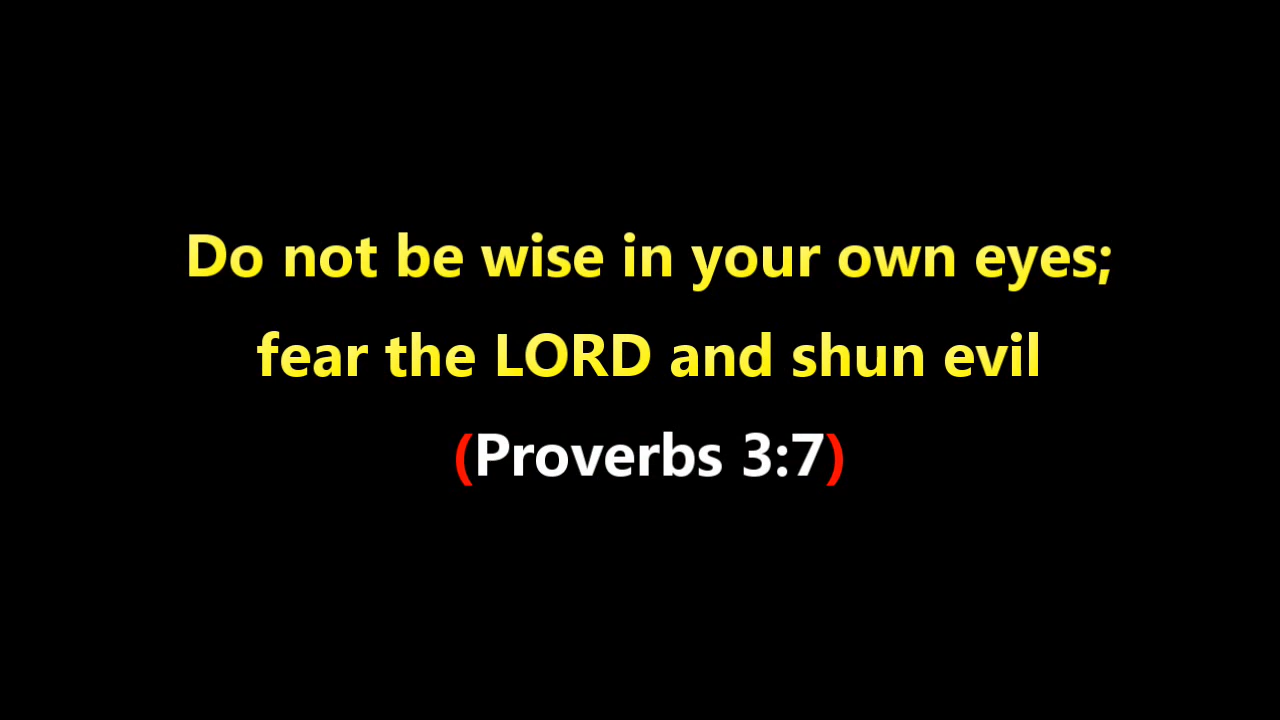 Do not be wise in your own eyes;
fear the LORD and shun evil
(Proverbs 3:7)